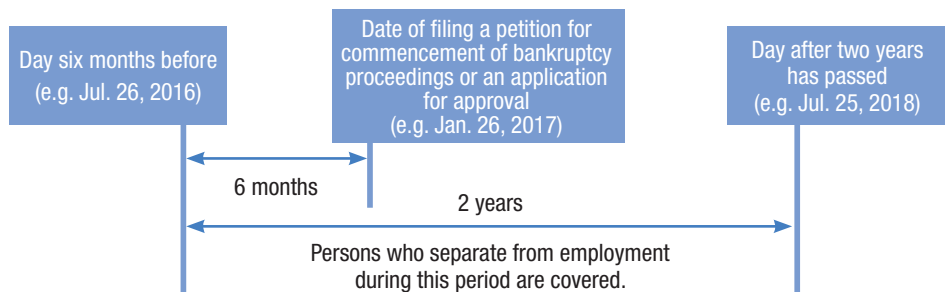 Day six months before
(e.g. Jul. 26, 2016)
Date of filing a petition for
commencement of bankruptcy
proceedings or an application
for approval
(e.g. Jan. 26, 2017)
Day after two years
has passed
(e.g. Jul. 25, 2018)
6 months
2 years
Persons who separate from employment
during this period are covered.